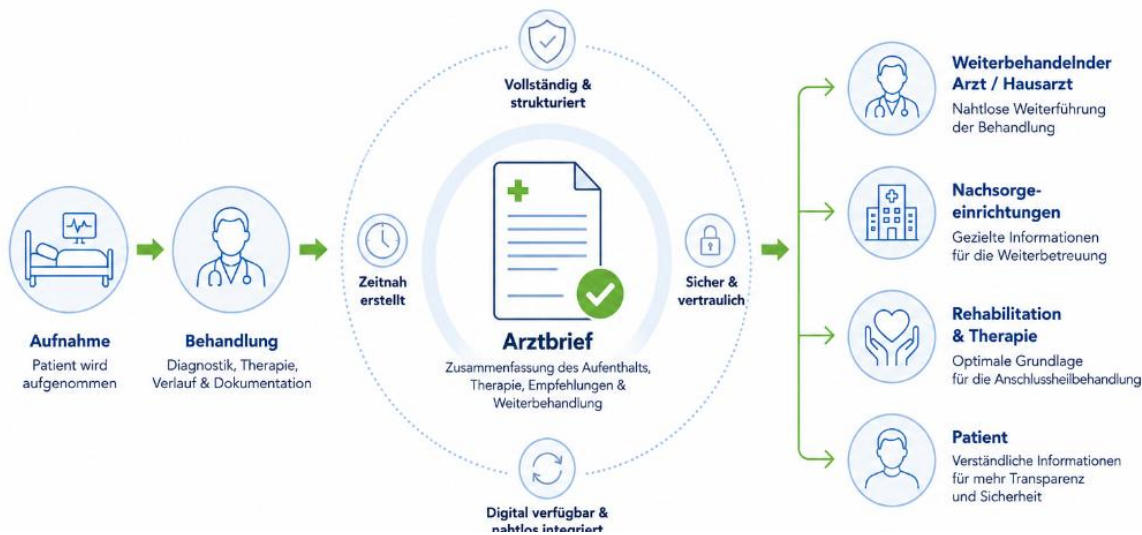 Aufnahme
Patient wird
aufgenommen
Behandlung
Diagnostik, Therapie,
Verlauf & Dokumentation
Vollständig &
strukturiert
Zeitnah
erstellt
Sicher &
vertraulich
Arztbrief
Zusammenfassung des Aufenthalts,
Therapie, Empfehlungen &
Weiterbehandlung
Digital verfügbar &
nahtlos integriert
Weiterbehandelnder
Arzt / Hausarzt
Nahtlose Weiterführung
der Behandlung
Nachsorge-
einrichtungen
Gezielte Informationen
für die Weiterbetreuung
Rehabilitation
& Therapie
Optimale Grundlage
für die Anschlussheilbehandlung
Patient
Verständliche Informationen
für mehr Transparenz
und Sicherheit